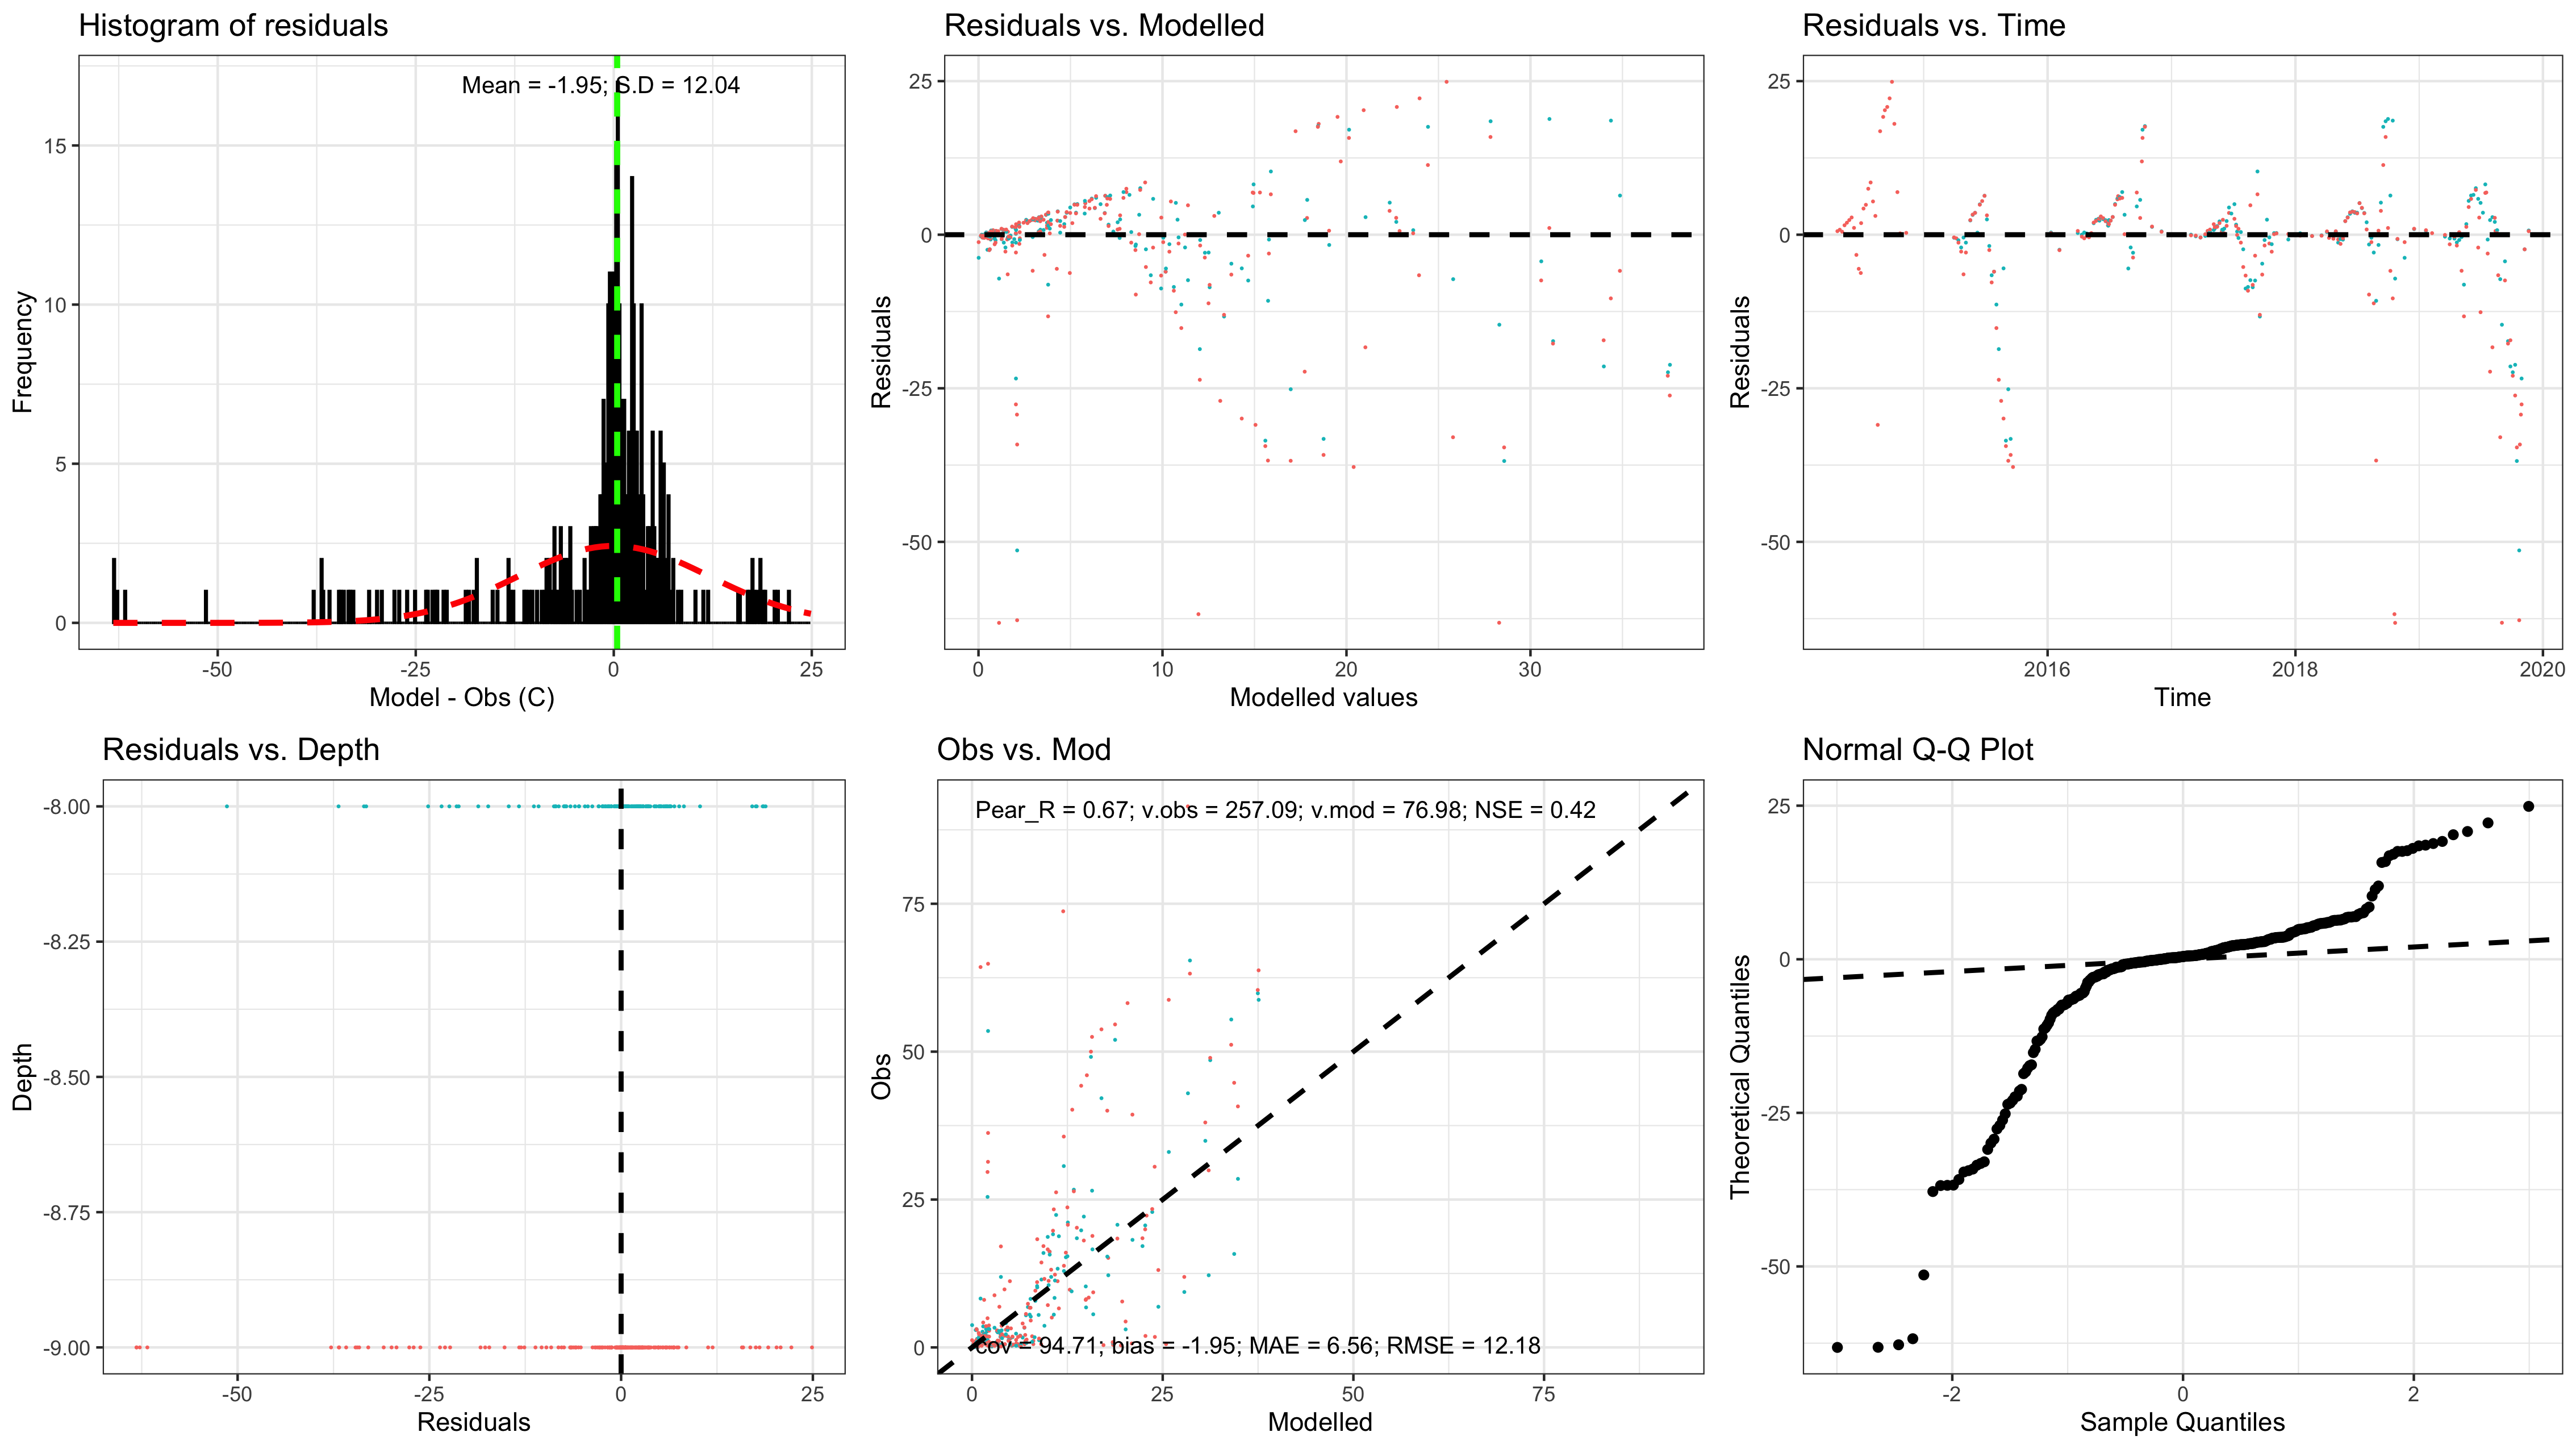 Histogram of residuals
Mean = -1.95; S.D = 12.04
Frequency
15
10
5
0
-50
-25
0
25
Model - Obs (C)
Residuals vs. Modelled
Residuals
25
0
-25
-50
0
10
20
30
Modelled values
Residuals vs. Time
Residuals
25
0
-25
-50
2016
2018
2020
Time
Residuals vs. Depth
Depth
-8.00
-8.25
-8.50
-8.75
-9.00
-50
-25
0
25
Residuals
Obs vs. Mod
Pear_R = 0.67; v.obs = 257.09; v.mod = 76.98; NSE = 0.42
Obs
75
50
25
0
cov = 94.71; bias = -1.95; MAE = 6.56; RMSE = 12.18
0
25
50
75
Modelled
Normal Q-Q Plot
Theoretical Quantiles
25
0
-25
-50
-2
0
2
Sample Quantiles